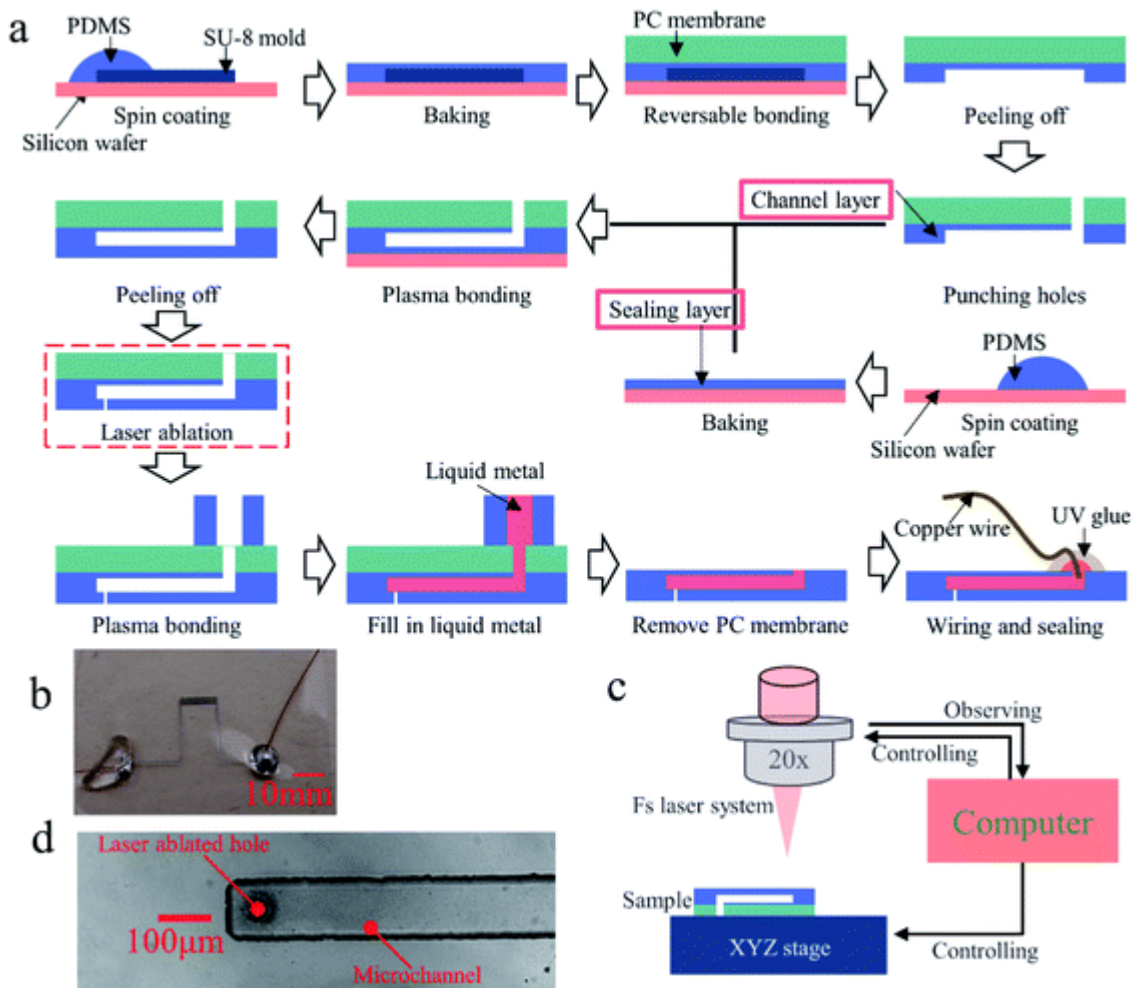 a
PDMS
SU-8 mold
Silicon wafer
Spin coating
Baking
PC membrane
Reversable bonding
Peeling off
Channel layer
Punching holes
Plasma bonding
Peeling off
Sealing layer
Baking
PDMS
Silicon wafer
Spin coating
Laser ablation
Plasma bonding
Liquid metal
Fill in liquid metal
Remove PC membrane
Copper wire
UV glue
Wiring and sealing
b
10mm
c
20x
Fs laser system
Observing
Controlling
Computer
Controlling
Sample
XYZ stage
d
Laser ablated hole
100μm
Microchannel